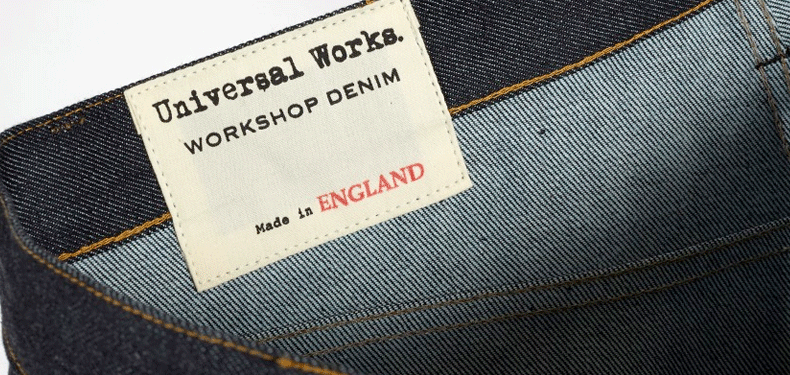 Universal Works.
WORKSHOP DENIM
Made in ENGLAND